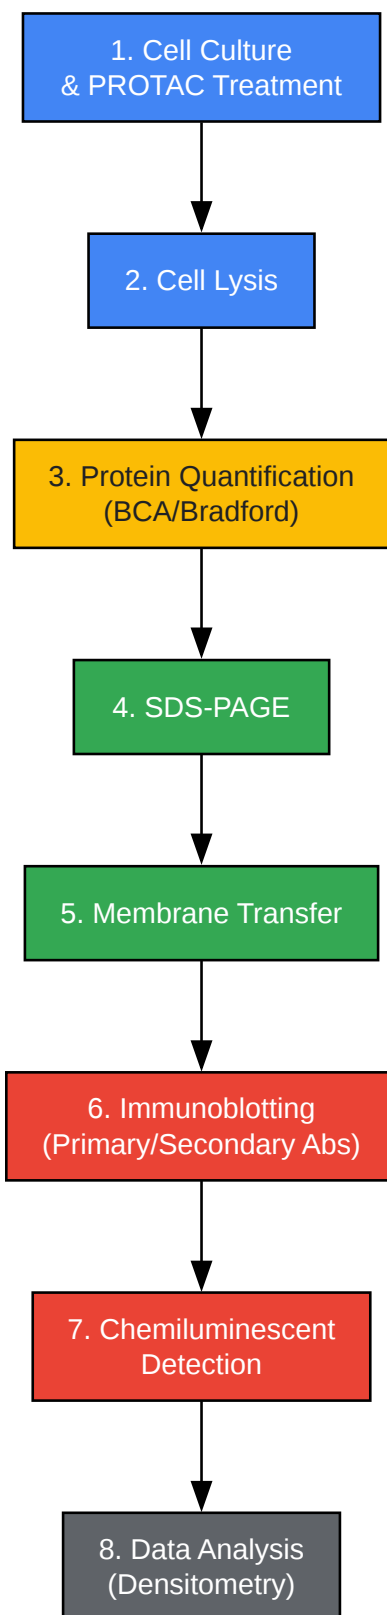 1. Cell Culture
& PROTAC Treatment
2. Cell Lysis
3. Protein Quantification
(BCA/Bradford)
4. SDS-PAGE
5. Membrane Transfer
6. Immunoblotting
(Primary/Secondary Abs)
7. Chemiluminescent
Detection
8. Data Analysis
(Densitometry)